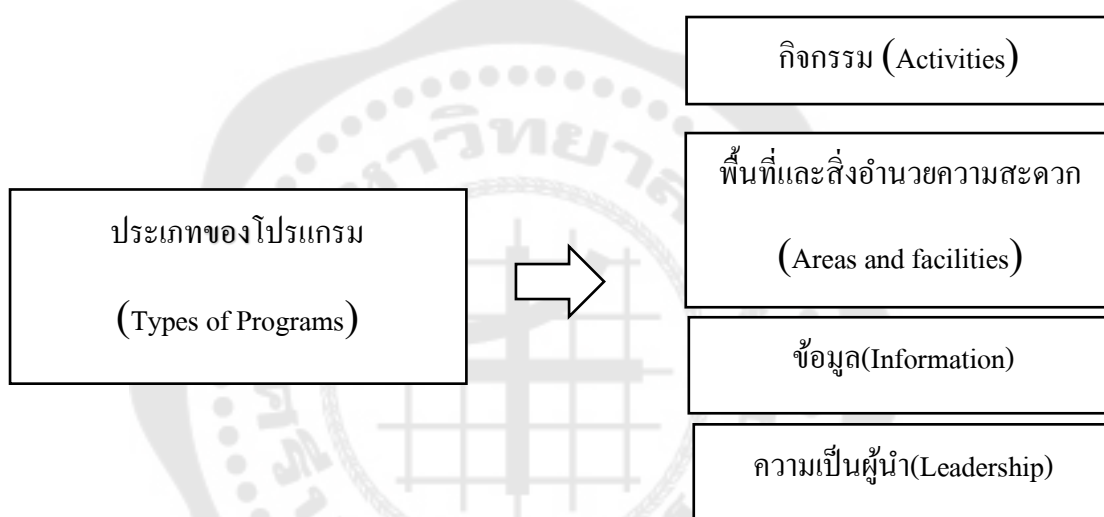 ประเภทของโปรแกรม
(Types of Programs)
กิจกรรม (Activities)
พื้นที่และสิ่งอำนวยความสะดวก
(Areas and facilities)
ข้อมูล(Information)
ความเป็นผู้นำ(Leadership)